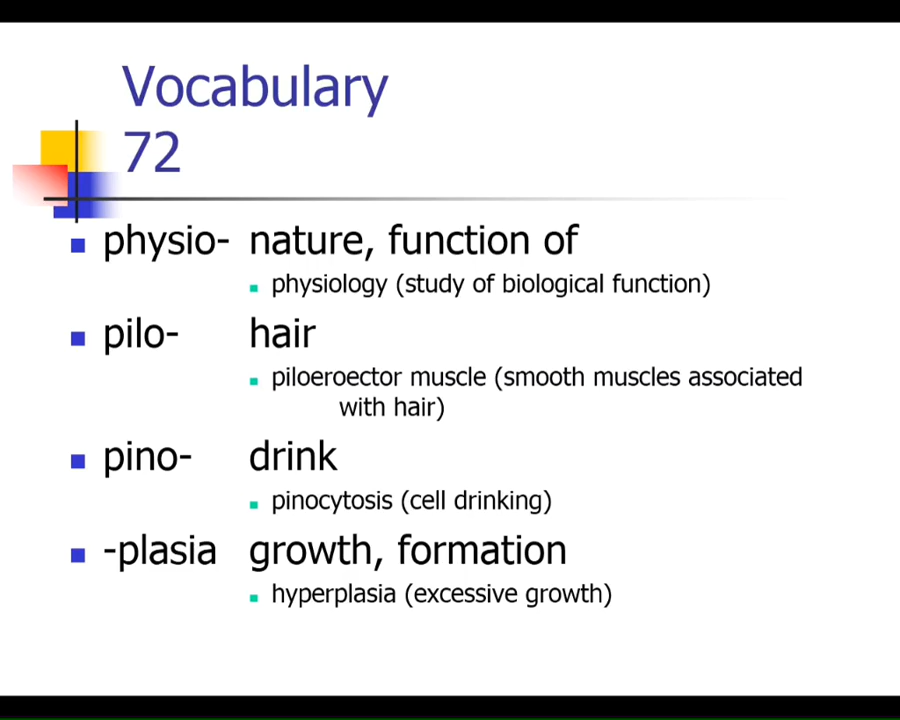 Vocabulary
72
physio- nature, function of
physiology (study of biological function)
pilo- hair
piloeroector muscle (smooth muscles associated
with hair)
pino- drink
pinocytosis (cell drinking)
-plasia growth, formation
hyperplasia (excessive growth)